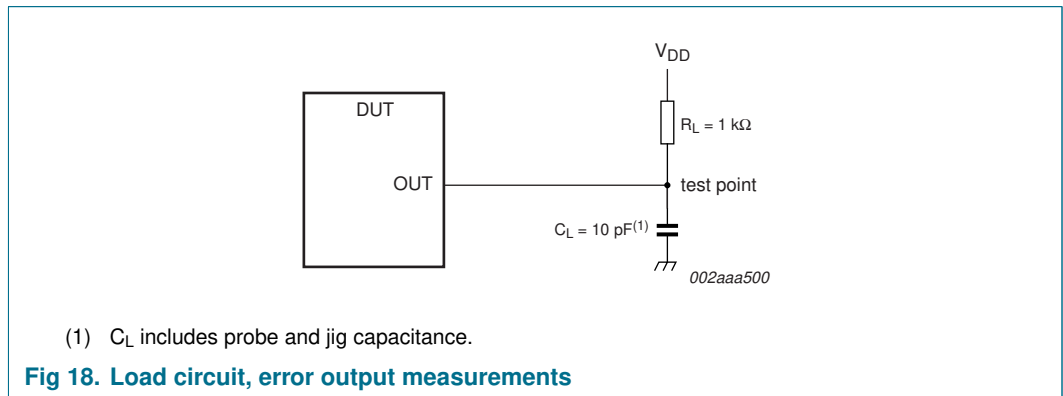 V_DD
DUT
R_L = 1 kΩ
OUT
test point
C_L = 10 pF(1)
002aaa500
(1) C_L includes probe and jig capacitance.
Fig 18. Load circuit, error output measurements